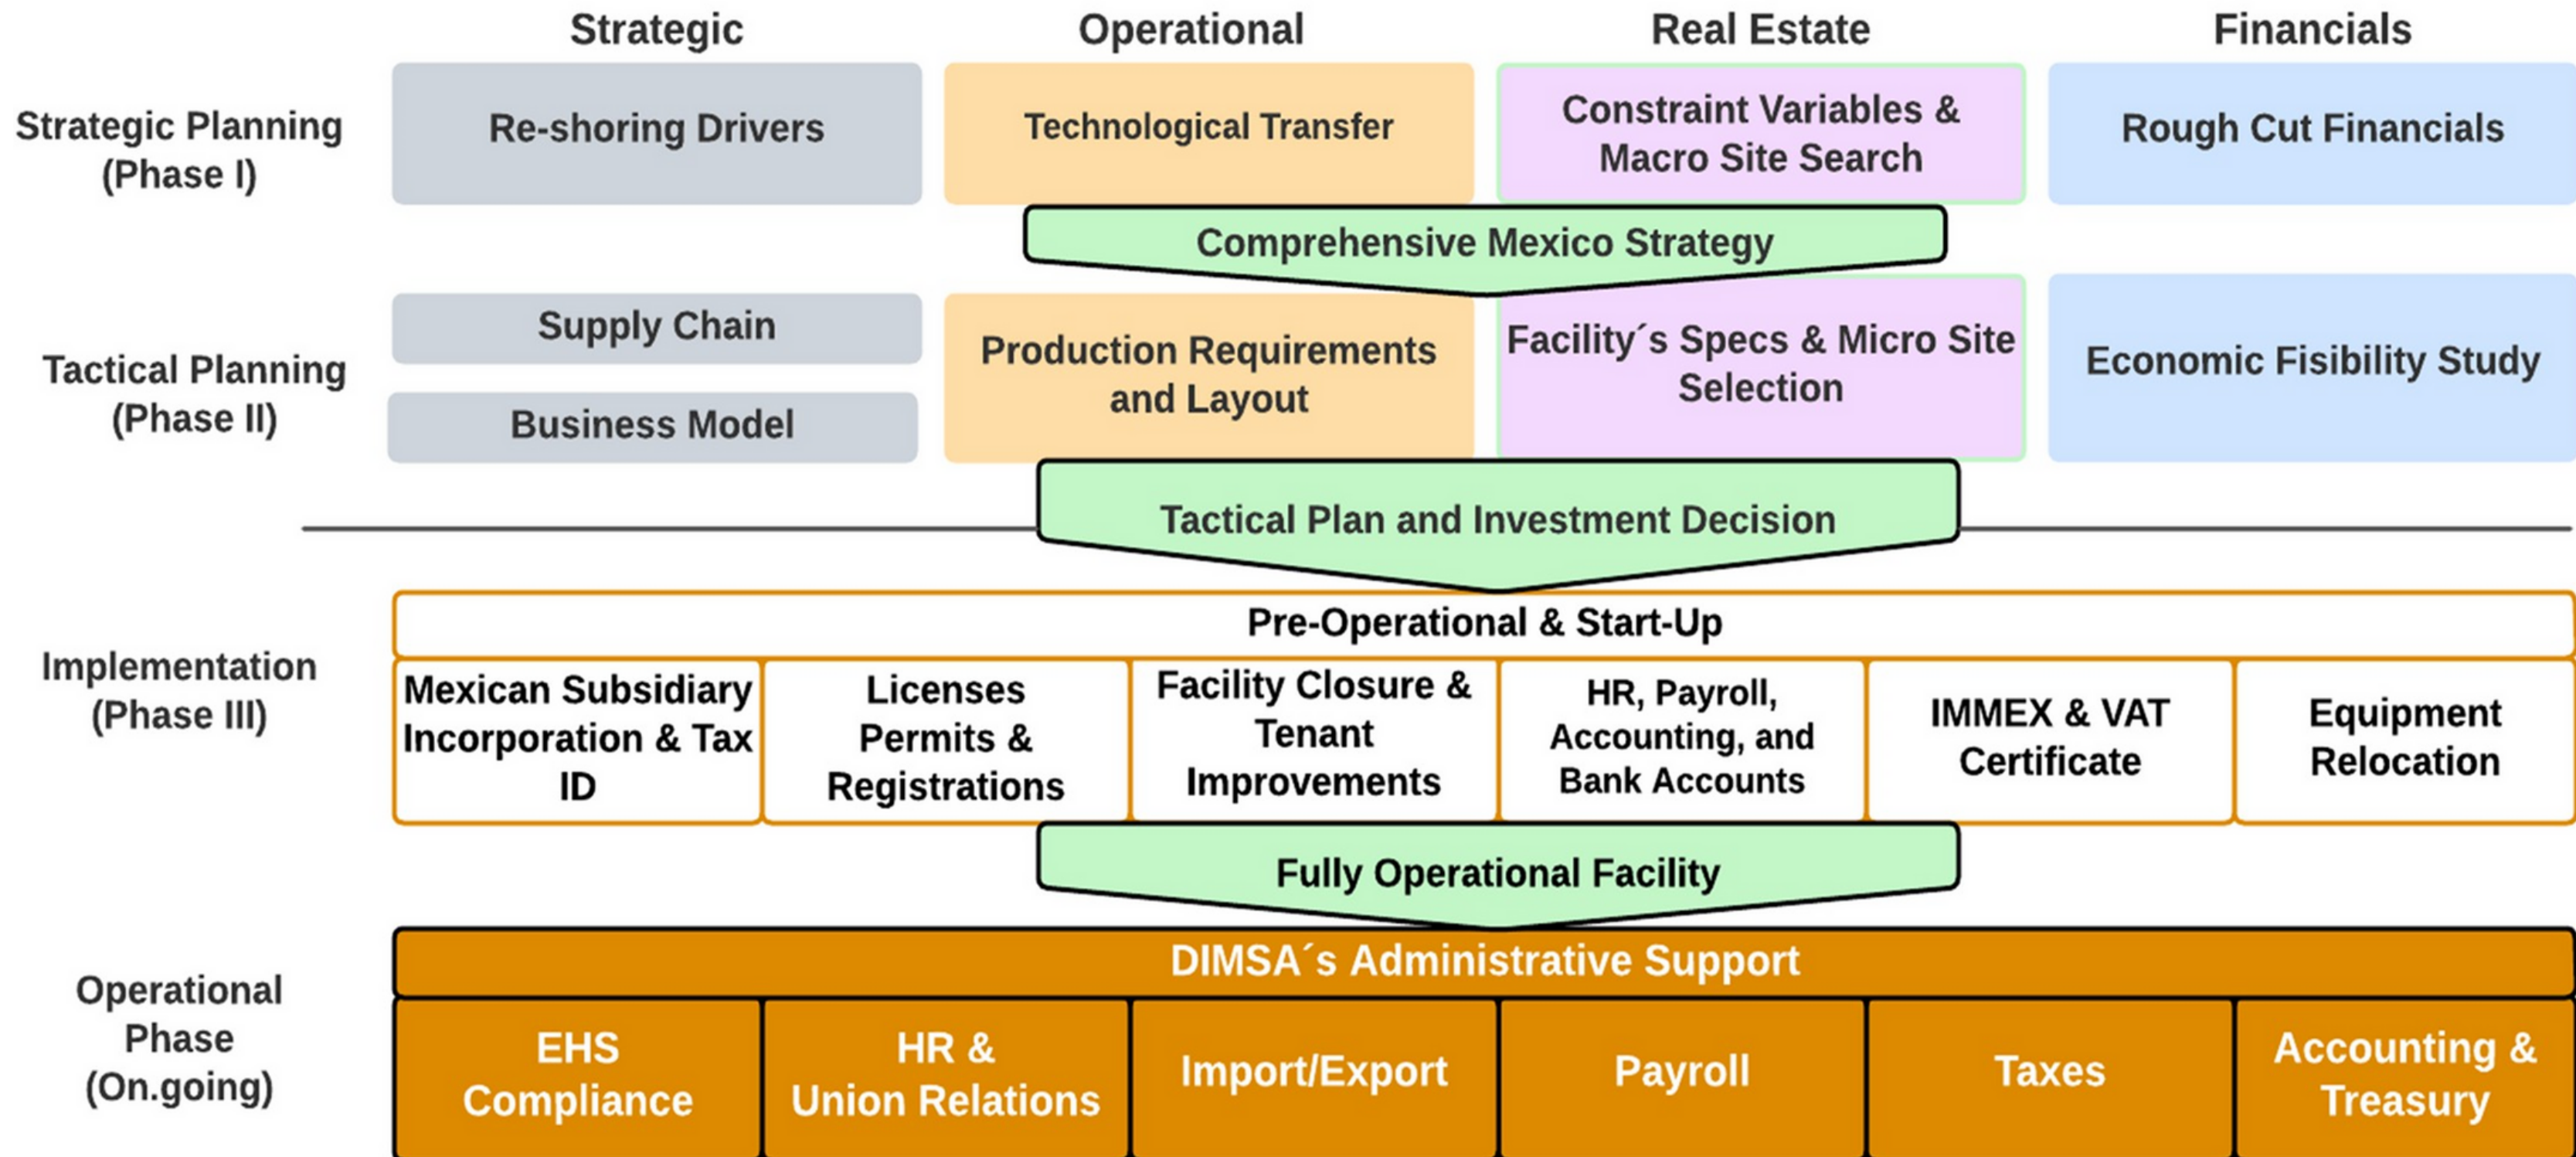 Strategic
Operational
Real Estate
Financials
Strategic Planning
(Phase I)
Re-shoring Drivers
Technological Transfer
Constraint Variables &
Macro Site Search
Rough Cut Financials
Comprehensive Mexico Strategy
Tactical Planning
(Phase II)
Supply Chain
Business Model
Production Requirements
and Layout
Facility´s Specs & Micro Site
Selection
Economic Fisibility Study
Tactical Plan and Investment Decision
Implementation
(Phase III)
Pre-Operational & Start-Up
Mexican Subsidiary
Incorporation & Tax
ID
Licenses
Permits &
Registrations
Facility Closure &
Tenant
Improvements
HR, Payroll,
Accounting, and
Bank Accounts
IMMEX & VAT
Certificate
Equipment
Relocation
Fully Operational Facility
Operational
Phase
(On.going)
DIMSA´s Administrative Support
EHS
Compliance
HR &
Union Relations
Import/Export
Payroll
Taxes
Accounting &
Treasury